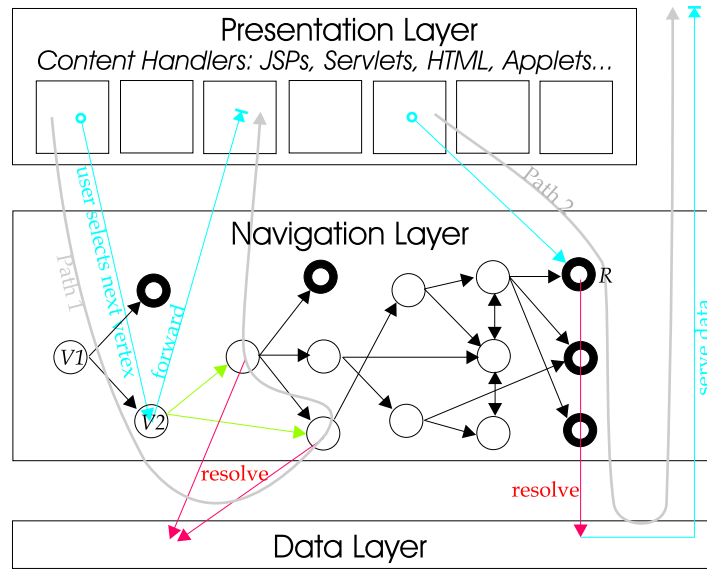 Presentation Layer
Content Handlers: JSPs, Servlets, HTML, Applets...
user selects next vertex
forward
Path 1
Path 2
Navigation Layer
V1
V2
R
resolve
resolve
serve data
Data Layer